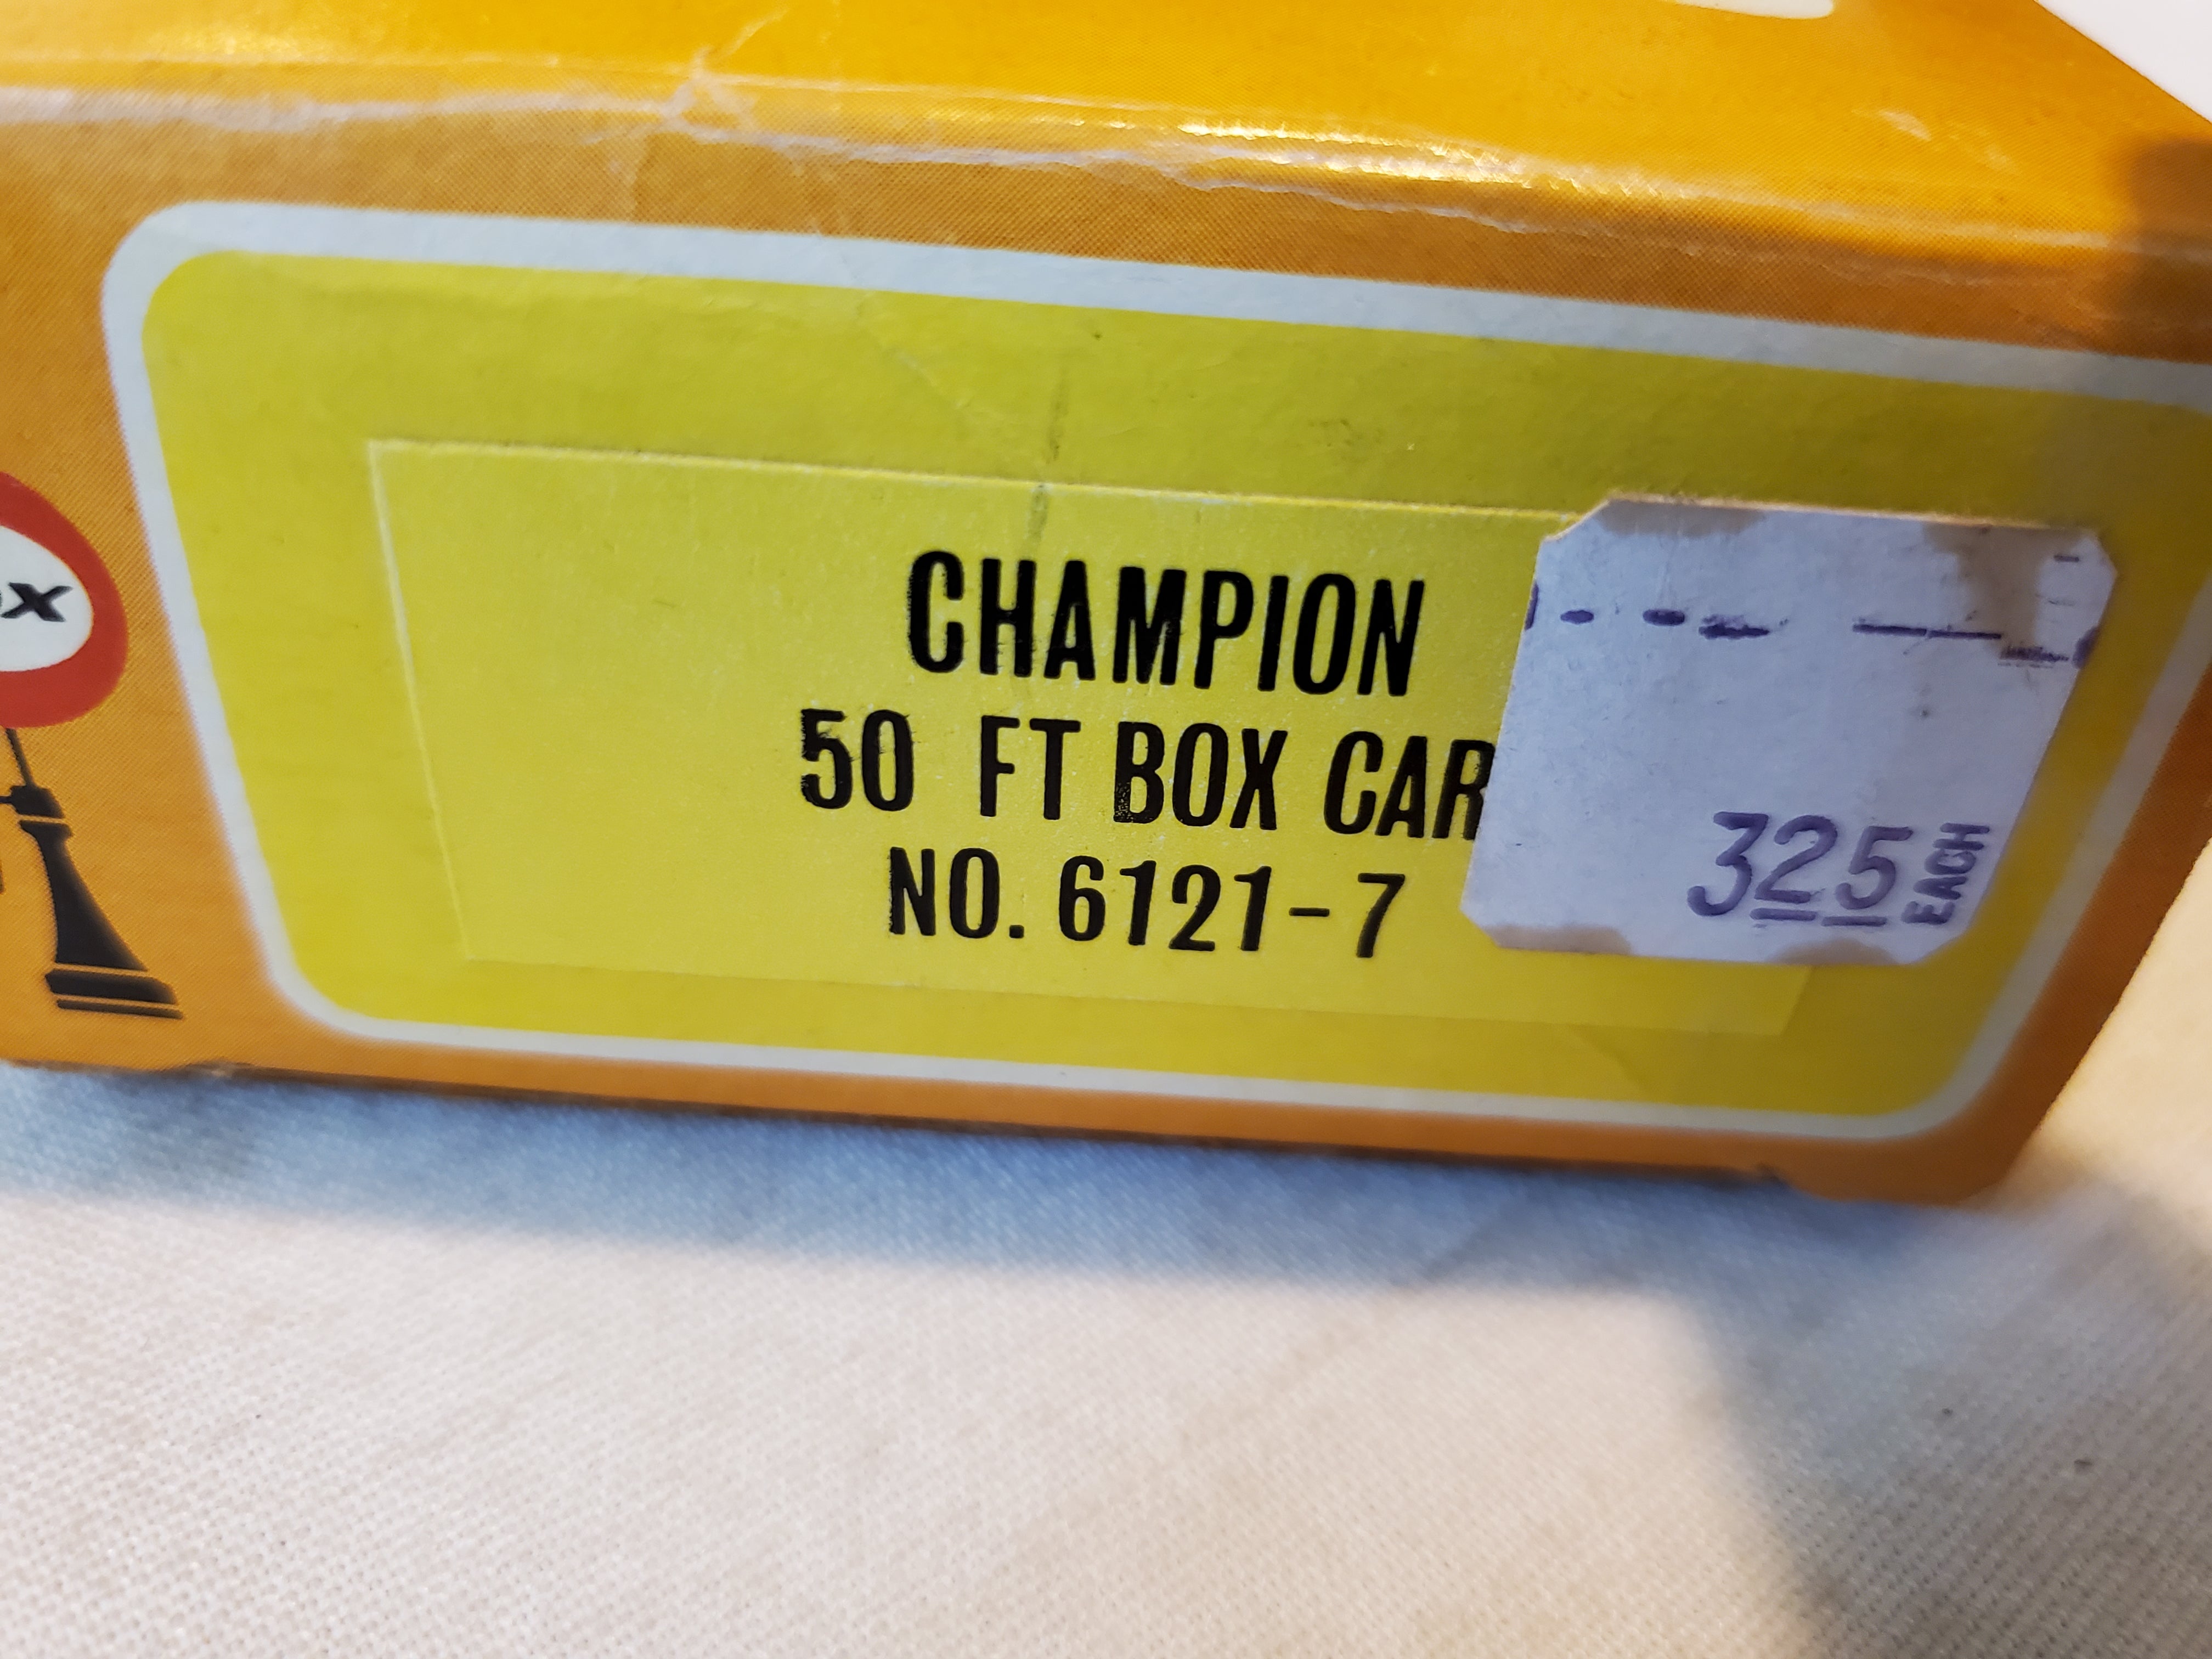 CHAMPION
50 FT BOX CAR
NO. 6121-7
325 EACH